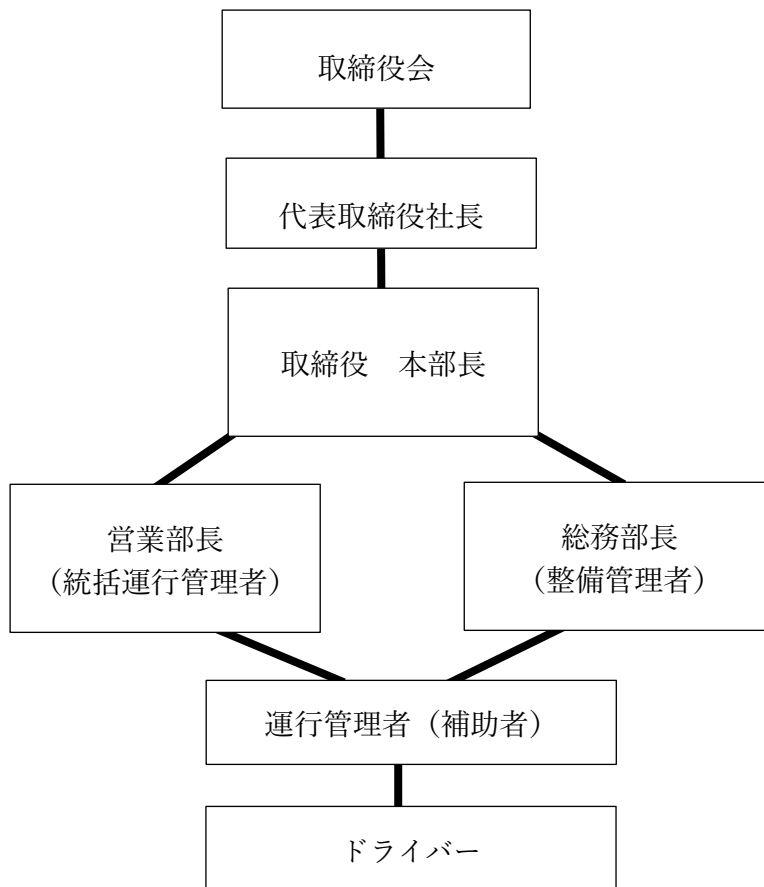 取締役会
代表取締役社長
取締役　本部長
営業部長
（統括運行管理者）
総務部長
（整備管理者）
運行管理者（補助者）
ドライバー